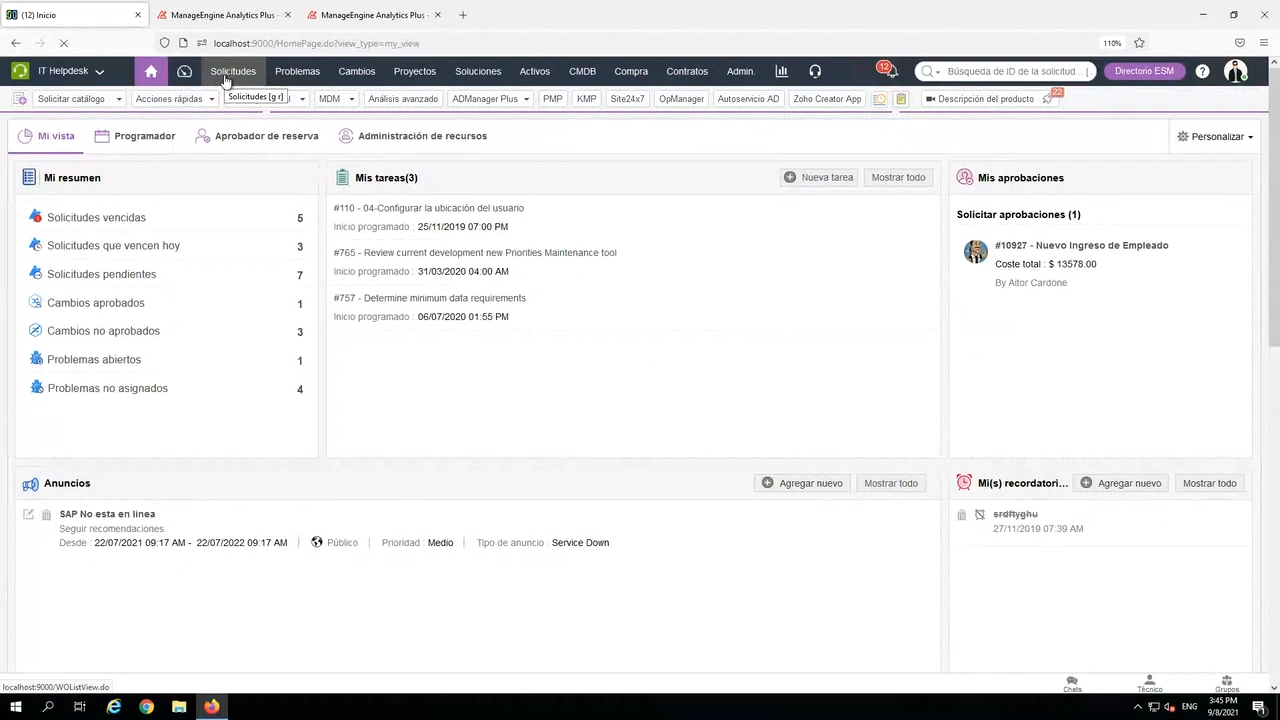 (12) Inicio
ManageEngine Analytics Plus
ManageEngine Analytics Plus
localhost:9000/HomePage.do?view_type=my_view
110%
IT Helpdesk
Problemas
Cambios
Proyectos
Soluciones
Activos
CMDB
Compra
Contratos
Admin.
12
Búsqueda de ID de la solicitud... [
Directorio ESM
Solicitar catálogo
Acciones rápidas
Solicitudes [g r]
MDM
Análisis avanzado
ADManager Plus
PMP
KMP
Site24x7
OpManager
Autoservicio AD
Zoho Creator App
Descripción del producto
22
Mi vista
Programador
Aprobador de reserva
Administración de recursos
Personalizar
Mi resumen
Solicitudes vencidas 5
Solicitudes que vencen hoy 3
Solicitudes pendientes 7
Cambios aprobados 1
Cambios no aprobados 3
Problemas abiertos 1
Problemas no asignados 4
Mis tareas(3)
Nueva tarea
Mostrar todo
#110 - 04-Configurar la ubicación del usuario
Inicio programado : 25/11/2019 07:00 PM
#765 - Review current development new Priorities Maintenance tool
Inicio programado : 31/03/2020 04:00 AM
#757 - Determine minimum data requirements
Inicio programado : 06/07/2020 01:55 PM
Mis aprobaciones
Solicitar aprobaciones (1)
#10927 - Nuevo Ingreso de Empleado
Coste total : $ 13578.00
By Aitor Cardone
Anuncios
Agregar nuevo
Mostrar todo
SAP No esta en linea
Seguir recomendaciones
Desde : 22/07/2021 09:17 AM - 22/07/2022 09:17 AM | Público | Prioridad : Medio | Tipo de anuncio : Service Down
Mi(s) recordatori...
Agregar nuevo
Mostrar todo
srdftyghu
27/11/2019 07:39 AM
localhost:9000/WOListView.do
Chats
Técnico
Grupos
ENG
3:45 PM
9/8/2021